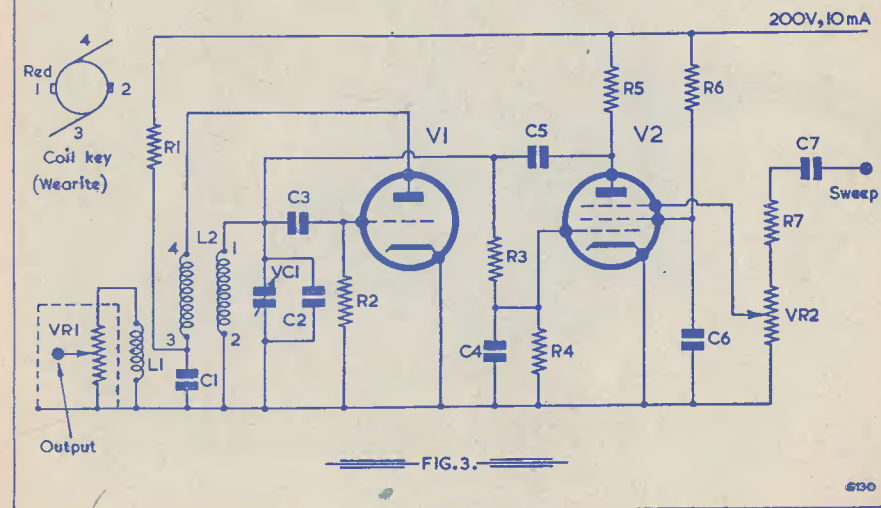 200V, 10mA
4
Red
1
2
3
Coil key
(Wearite)
R1
R5
R6
V1
V2
C5
C7
Sweep
C3
4
L2
1
R3
R7
VC1
R2
C2
VR1
3
2
C4
R4
C6
VR2
L1
C1
Output
FIG.3.
G130